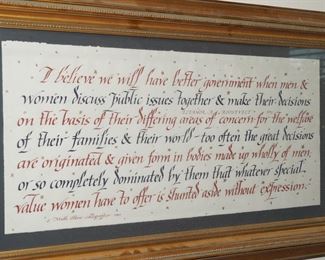 I believe we will have better government when men &
women discuss public issues together & make their decisions
on the basis of their differing areas of concern for the welfare
of their families & their world too often the great decisions
are originated & given form in bodies made up wholly of men,
or so completely dominated by them that whatever special
value women have to offer is shunted aside without expression.